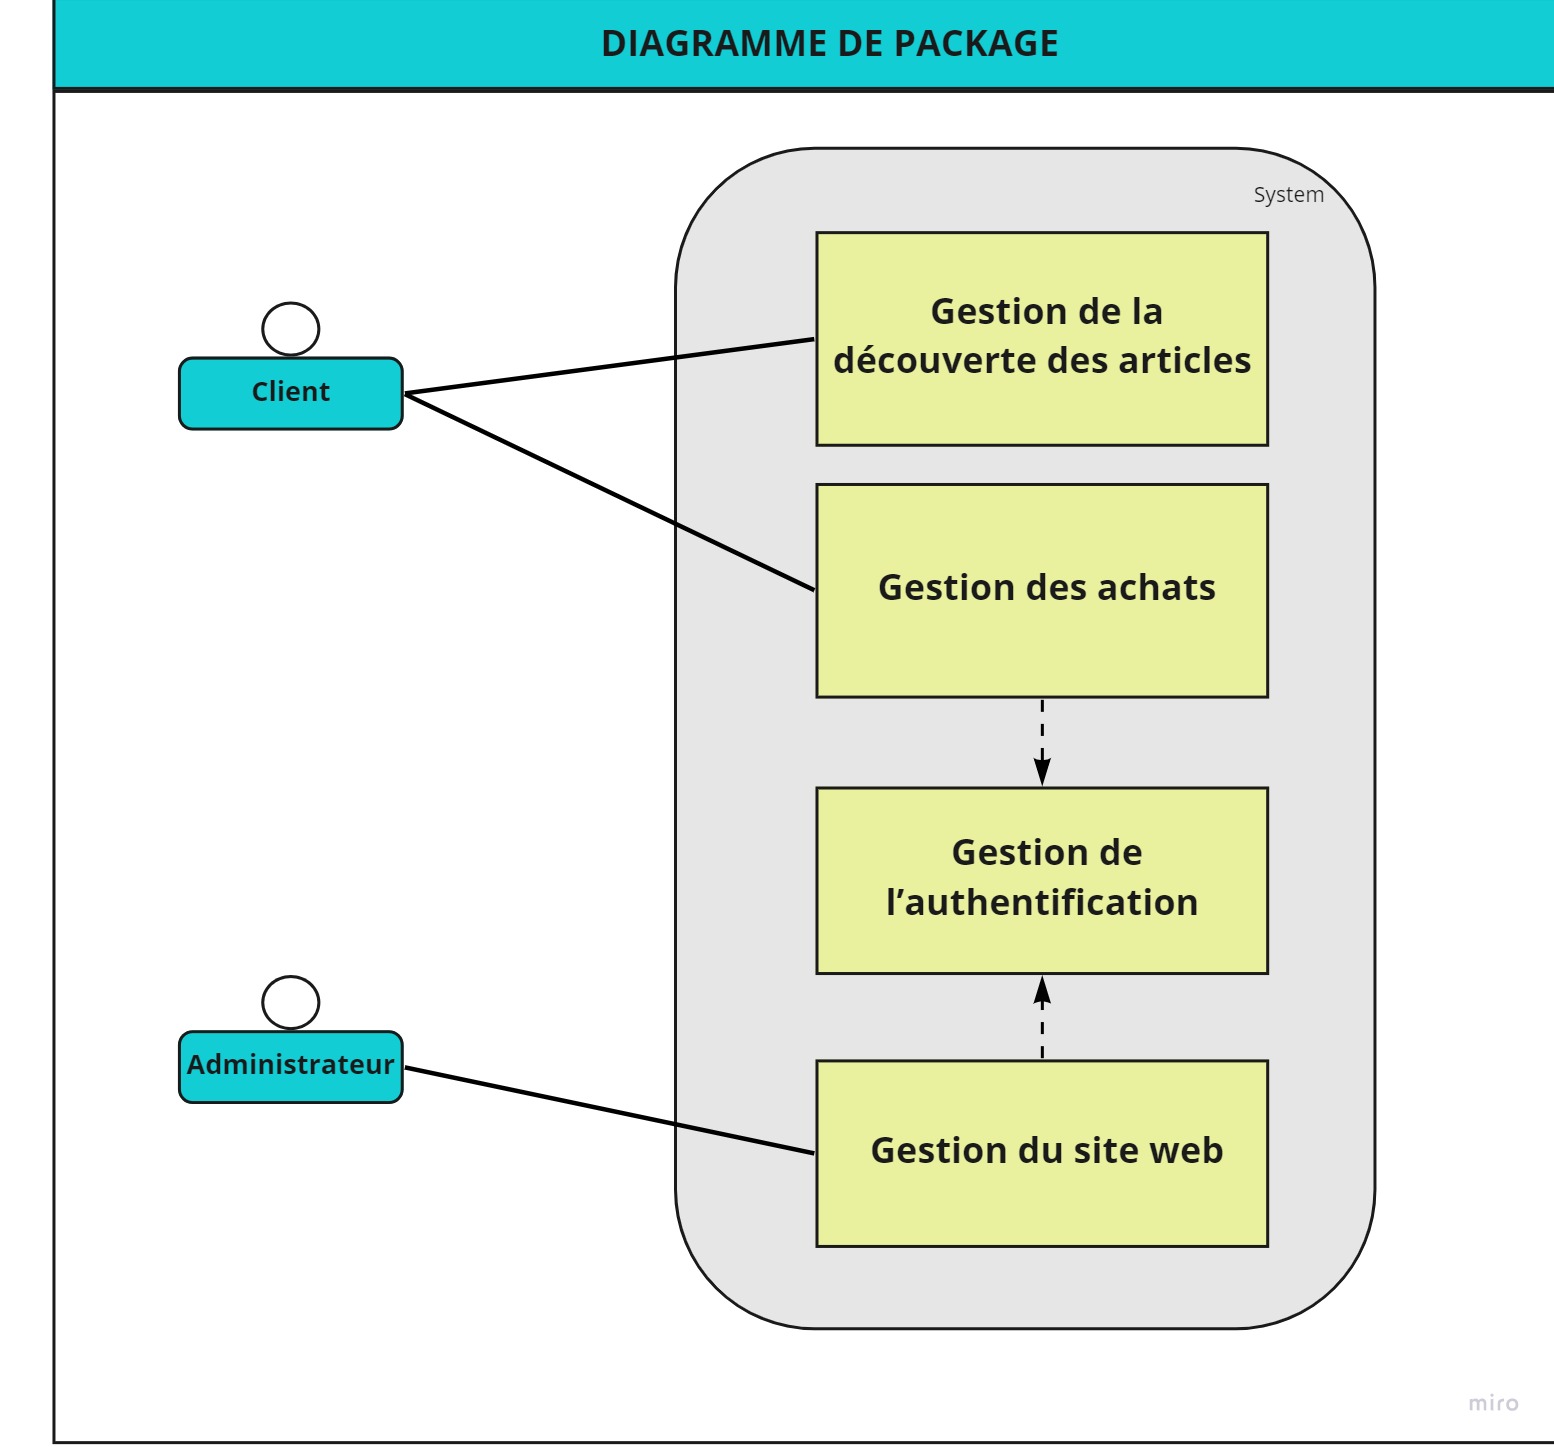 DIAGRAMME DE PACKAGE
System
Gestion de la
découverte des articles
Client
Gestion des achats
Gestion de
l’authentification
Administrateur
Gestion du site web
miro